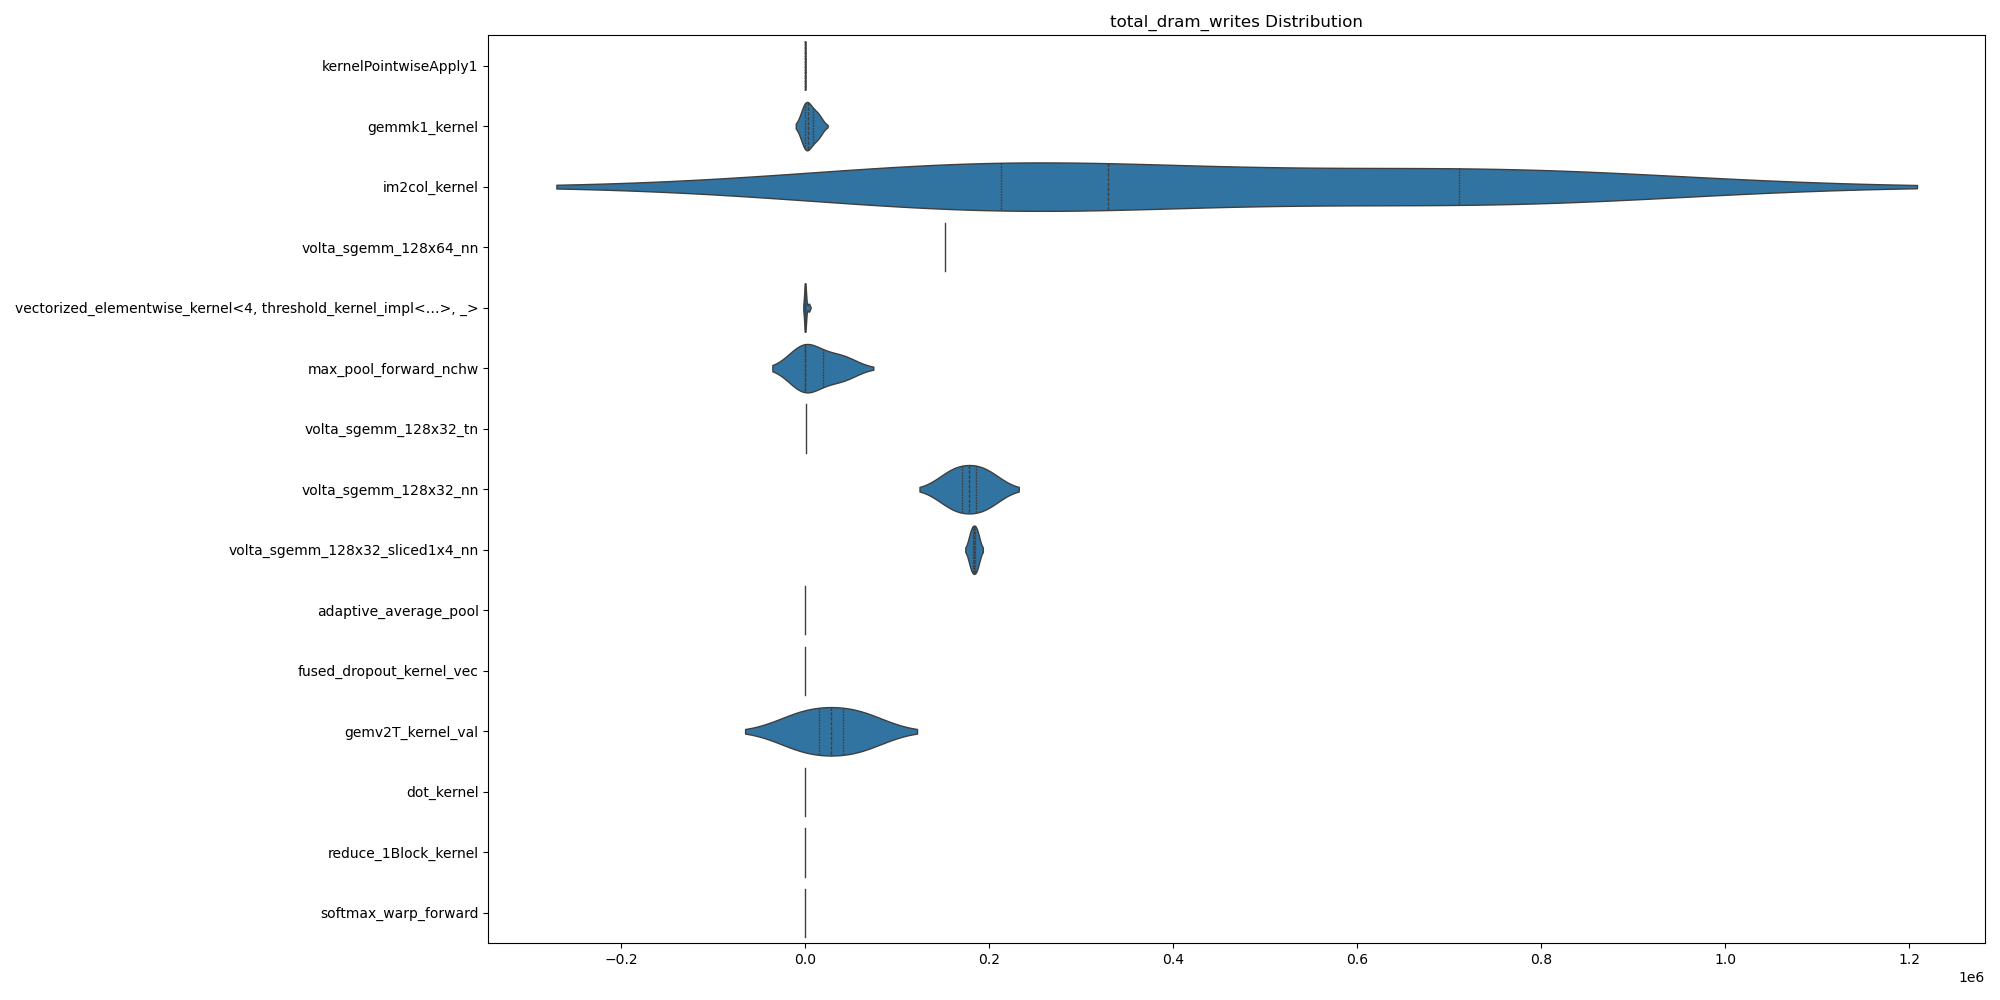 total_dram_writes Distribution
kernelPointwiseApply1
gemmk1_kernel
im2col_kernel
volta_sgemm_128x64_nn
vectorized_elementwise_kernel<4, threshold_kernel_impl<...>, _>
max_pool_forward_nchw
volta_sgemm_128x32_tn
volta_sgemm_128x32_nn
volta_sgemm_128x32_sliced1x4_nn
adaptive_average_pool
fused_dropout_kernel_vec
gemv2T_kernel_val
dot_kernel
reduce_1Block_kernel
softmax_warp_forward
−0.2 0.0 0.2 0.4 0.6 0.8 1.0 1.2
1e6